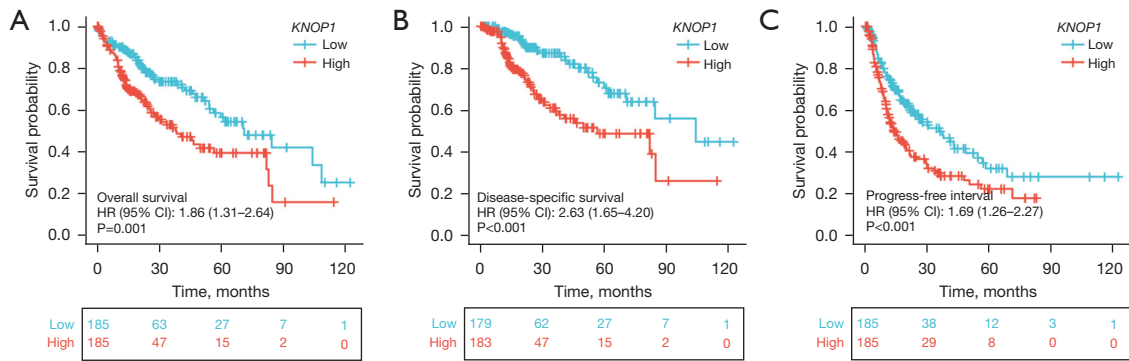 A
KNOP1
Low
High
1.0
0.8
0.6
0.4
0.2
0.0
Survival probability
Overall survival
HR (95% CI): 1.86 (1.31–2.64)
P=0.001
0 30 60 90 120
Time, months
Low 185 63 27 7 1
High 185 47 15 2 0
B
KNOP1
Low
High
1.0
0.8
0.6
0.4
0.2
0.0
Survival probability
Disease-specific survival
HR (95% CI): 2.63 (1.65–4.20)
P<0.001
0 30 60 90 120
Time, months
Low 179 62 27 7 1
High 183 47 15 2 0
C
KNOP1
Low
High
1.0
0.8
0.6
0.4
0.2
0.0
Survival probability
Progress-free interval
HR (95% CI): 1.69 (1.26–2.27)
P<0.001
0 30 60 90 120
Time, months
Low 185 38 12 3 1
High 185 29 8 0 0